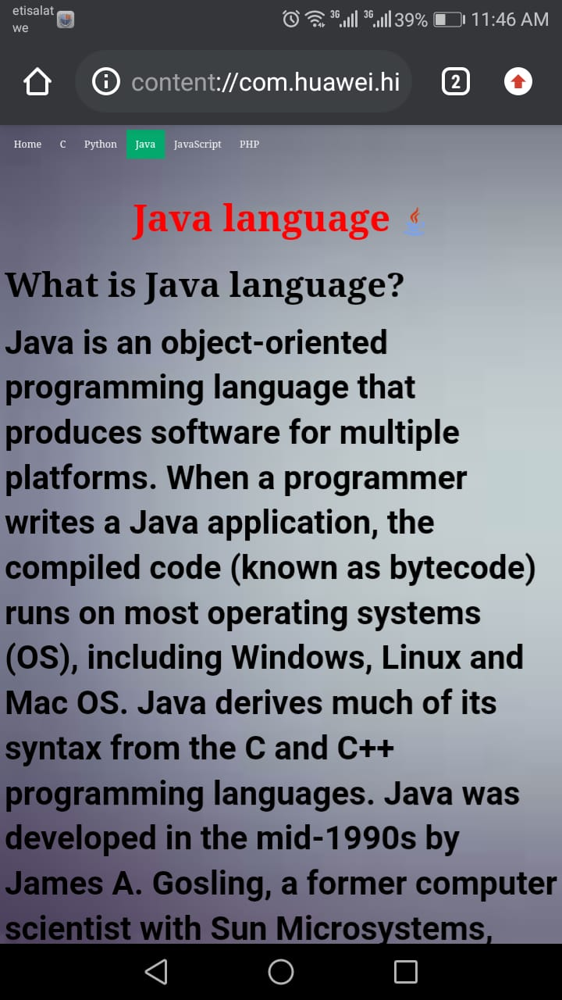 etisalat
we
3G 3G 39% 11:46 AM
content://com.huawei.hi
2
Home C Python Java JavaScript PHP
Java language
What is Java language?
Java is an object-oriented
programming language that
produces software for multiple
platforms. When a programmer
writes a Java application, the
compiled code (known as bytecode)
runs on most operating systems
(OS), including Windows, Linux and
Mac OS. Java derives much of its
syntax from the C and C++
programming languages. Java was
developed in the mid-1990s by
James A. Gosling, a former computer
scientist with Sun Microsystems,